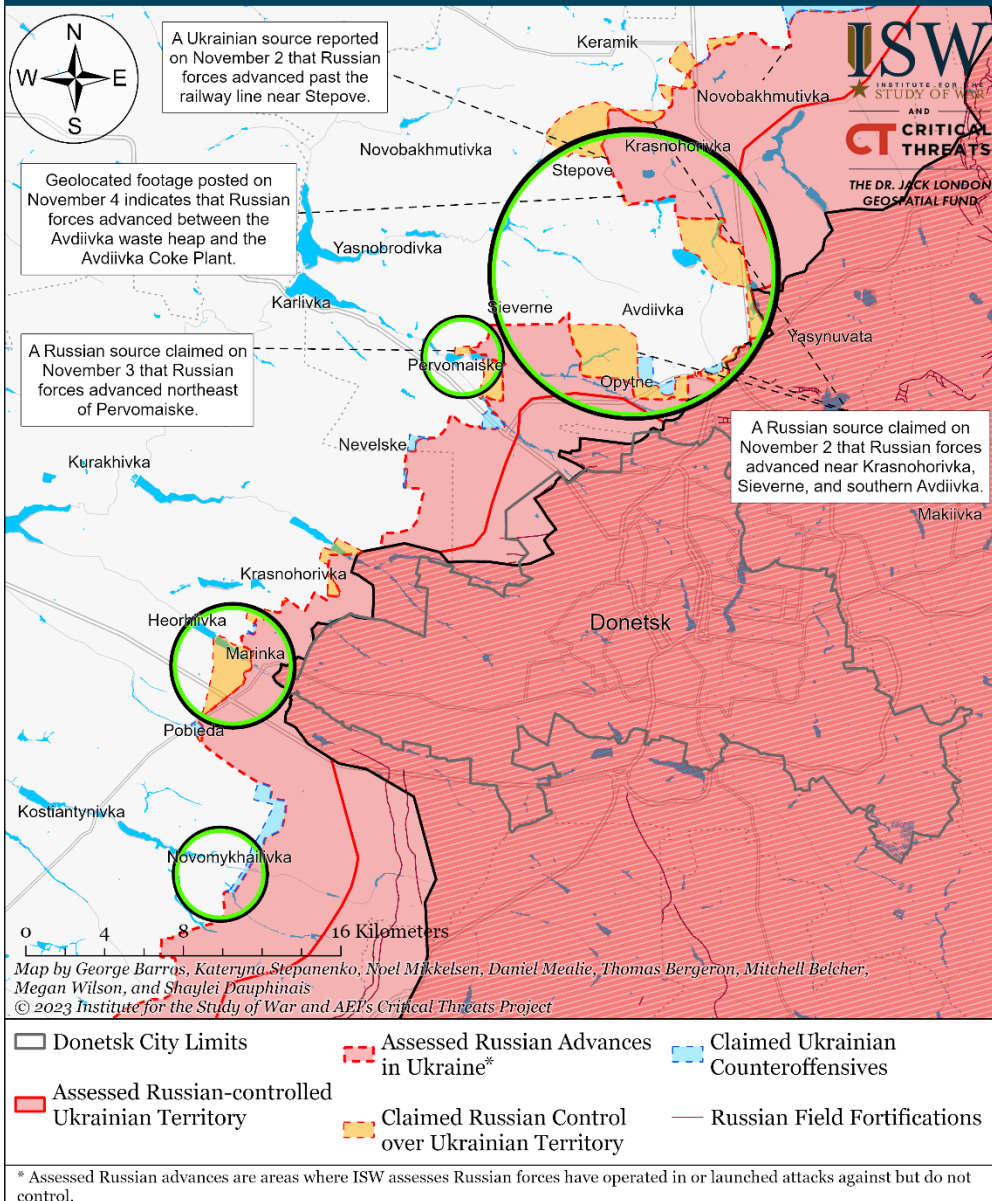 N
W E
S
A Ukrainian source reported
on November 2 that Russian
forces advanced past the
railway line near Stepove.
Keramik
ISW
INSTITUTE FOR THE
STUDY OF WAR
AND
CT CRITICAL
THREATS
THE DR. JACK LONDON
GEOSPATIAL FUND
Novobakhmutivka
Novobakhmutivka
Krasnohorivka
Stepove
Geolocated footage posted on
November 4 indicates that Russian
forces advanced between the
Avdiivka waste heap and the
Avdiivka Coke Plant.
Yasnobrodivka
Karlivka
Sieverne
Avdiivka
Yasynuvata
A Russian source claimed on
November 3 that Russian
forces advanced northeast
of Pervomaiske.
Pervomaiske
Opytne
A Russian source claimed on
November 2 that Russian forces
advanced near Krasnohorivka,
Sieverne, and southern Avdiivka.
Nevelske
Kurakhivka
Makiivka
Krasnohorivka
Heorhiivka
Donetsk
Marinka
Pobieda
Kostiantynivka
Novomykhailivka
0 4 8 16 Kilometers
Map by George Barros, Kateryna Stepanenko, Noel Mikkelsen, Daniel Mealie, Thomas Bergeron, Mitchell Belcher,
Megan Wilson, and Shaylei Dauphinais
© 2023 Institute for the Study of War and AEI's Critical Threats Project
Donetsk City Limits
Assessed Russian-controlled
Ukrainian Territory
Assessed Russian Advances
in Ukraine*
Claimed Russian Control
over Ukrainian Territory
Claimed Ukrainian
Counteroffensives
Russian Field Fortifications
* Assessed Russian advances are areas where ISW assesses Russian forces have operated in or launched attacks against but do not
control.